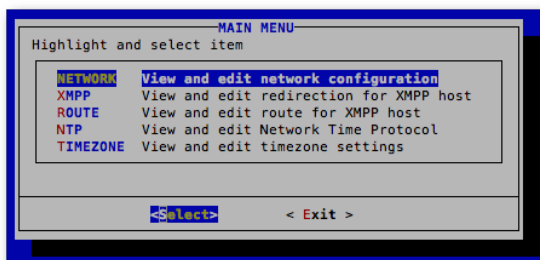 MAIN MENU
Highlight and select item
NETWORK View and edit network configuration
XMPP View and edit redirection for XMPP host
ROUTE View and edit route for XMPP host
NTP View and edit Network Time Protocol
TIMEZONE View and edit timezone settings
<Select> < Exit >